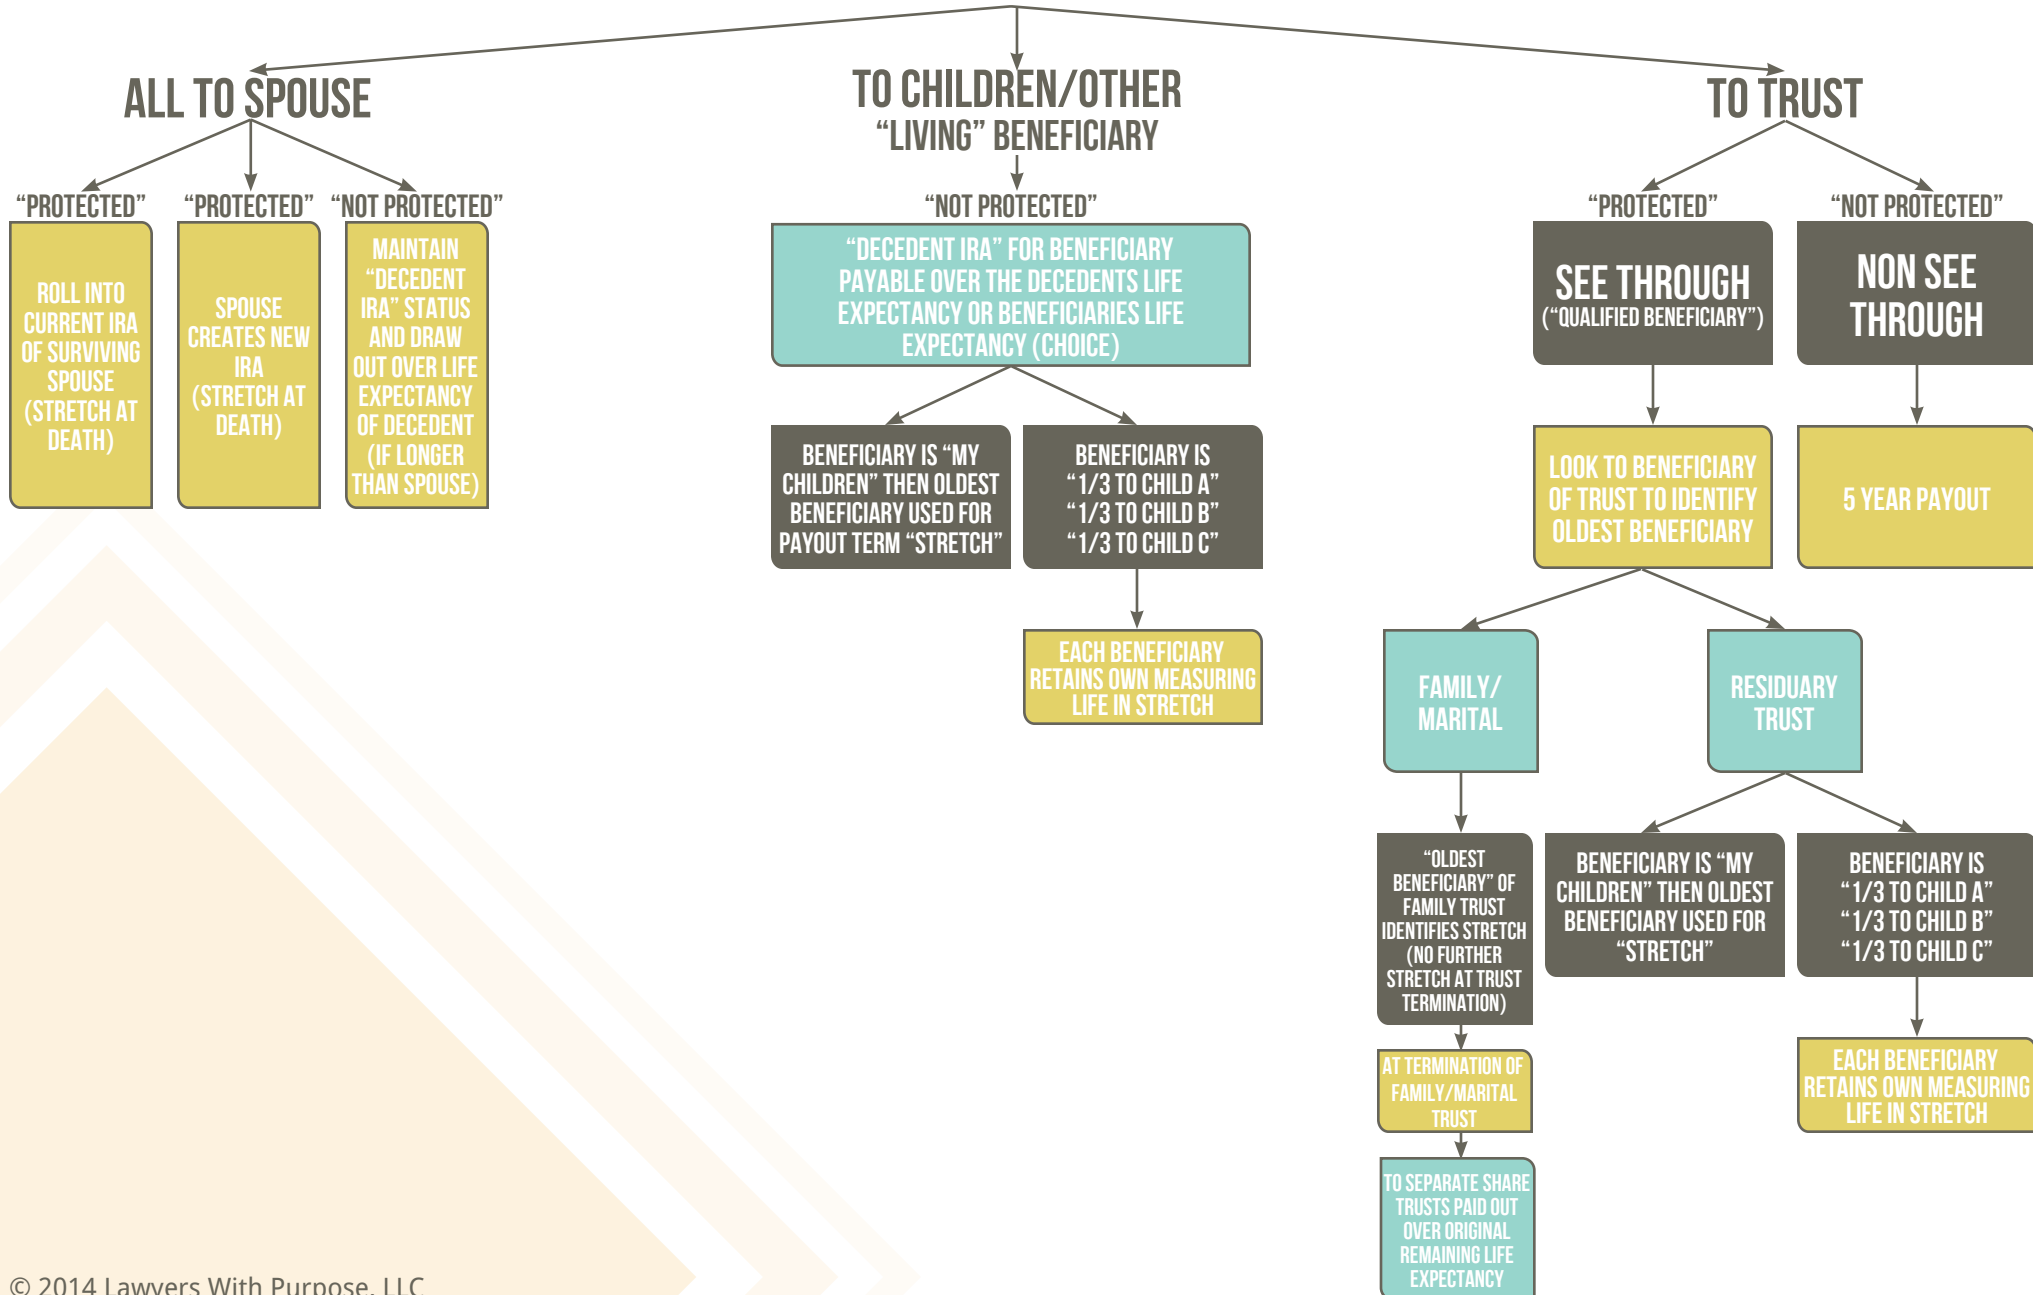 ALL TO SPOUSE
“PROTECTED”
ROLL INTO
CURRENT IRA
OF SURVIVING
SPOUSE
(STRETCH AT
DEATH)
“PROTECTED”
SPOUSE
CREATES NEW
IRA
(STRETCH AT
DEATH)
“NOT PROTECTED”
MAINTAIN
“DECEDENT
IRA” STATUS
AND DRAW
OUT OVER LIFE
EXPECTANCY
OF DECEDENT
(IF LONGER
THAN SPOUSE)
TO CHILDREN/OTHER
“LIVING” BENEFICIARY
“NOT PROTECTED”
“DECEDENT IRA” FOR BENEFICIARY
PAYABLE OVER THE DECEDENTS LIFE
EXPECTANCY OR BENEFICIARIES LIFE
EXPECTANCY (CHOICE)
BENEFICIARY IS “MY
CHILDREN” THEN OLDEST
BENEFICIARY USED FOR
PAYOUT TERM “STRETCH”
BENEFICIARY IS
“1/3 TO CHILD A”
“1/3 TO CHILD B”
“1/3 TO CHILD C”
EACH BENEFICIARY
RETAINS OWN MEASURING
LIFE IN STRETCH
TO TRUST
“PROTECTED”
SEE THROUGH
(“QUALIFIED BENEFICIARY”)
“NOT PROTECTED”
NON SEE
THROUGH
LOOK TO BENEFICIARY
OF TRUST TO IDENTIFY
OLDEST BENEFICIARY
5 YEAR PAYOUT
FAMILY/
MARITAL
RESIDUARY
TRUST
“OLDEST
BENEFICIARY” OF
FAMILY TRUST
IDENTIFIES STRETCH
(NO FURTHER
STRETCH AT TRUST
TERMINATION)
AT TERMINATION OF
FAMILY/MARITAL
TRUST
TO SEPARATE SHARE
TRUSTS PAID OUT
OVER ORIGINAL
REMAINING LIFE
EXPECTANCY
BENEFICIARY IS “MY
CHILDREN” THEN OLDEST
BENEFICIARY USED FOR
“STRETCH”
BENEFICIARY IS
“1/3 TO CHILD A”
“1/3 TO CHILD B”
“1/3 TO CHILD C”
EACH BENEFICIARY
RETAINS OWN MEASURING
LIFE IN STRETCH
© 2014 Lawyers With Purpose, LLC